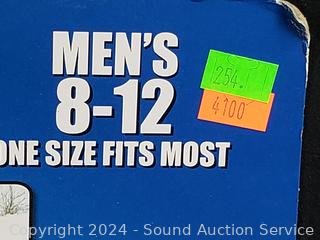 MEN'S
8-12
ONE SIZE FITS MOST
254
4100
Copyright 2024 - Sound Auction Service